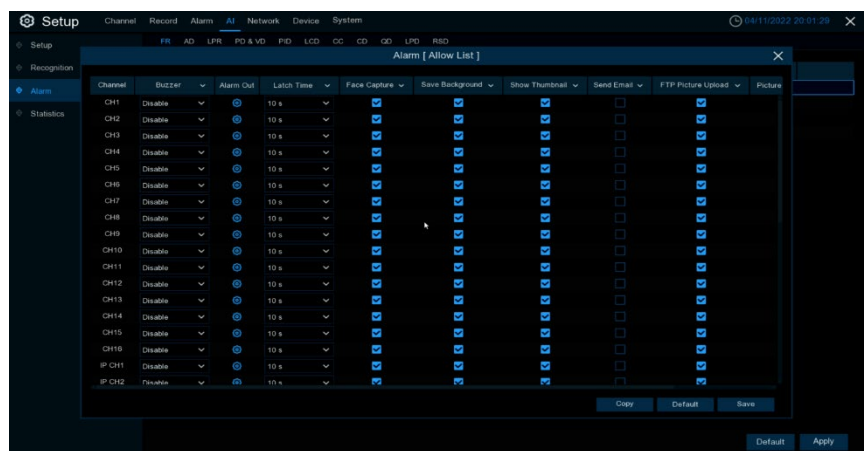 Setup Channel Record Alarm AI Network Device System 04/11/2022 20:01:29
Setup FR AD LPR PD & VD PID LCD CC CD QD LPD RSD
Alarm [ Allow List ]
Recognition
Alarm
Statistics
Channel Buzzer Alarm Out Latch Time Face Capture Save Background Show Thumbnail Send Email FTP Picture Upload Picture
CH1 Disable 10 s
CH2 Disable 10 s
CH3 Disable 10 s
CH4 Disable 10 s
CH5 Disable 10 s
CH6 Disable 10 s
CH7 Disable 10 s
CH8 Disable 10 s
CH9 Disable 10 s
CH10 Disable 10 s
CH11 Disable 10 s
CH12 Disable 10 s
CH13 Disable 10 s
CH14 Disable 10 s
CH15 Disable 10 s
CH16 Disable 10 s
IP CH1 Disable 10 s
IP CH2 Disable 10 s
Copy Default Save
Default Apply